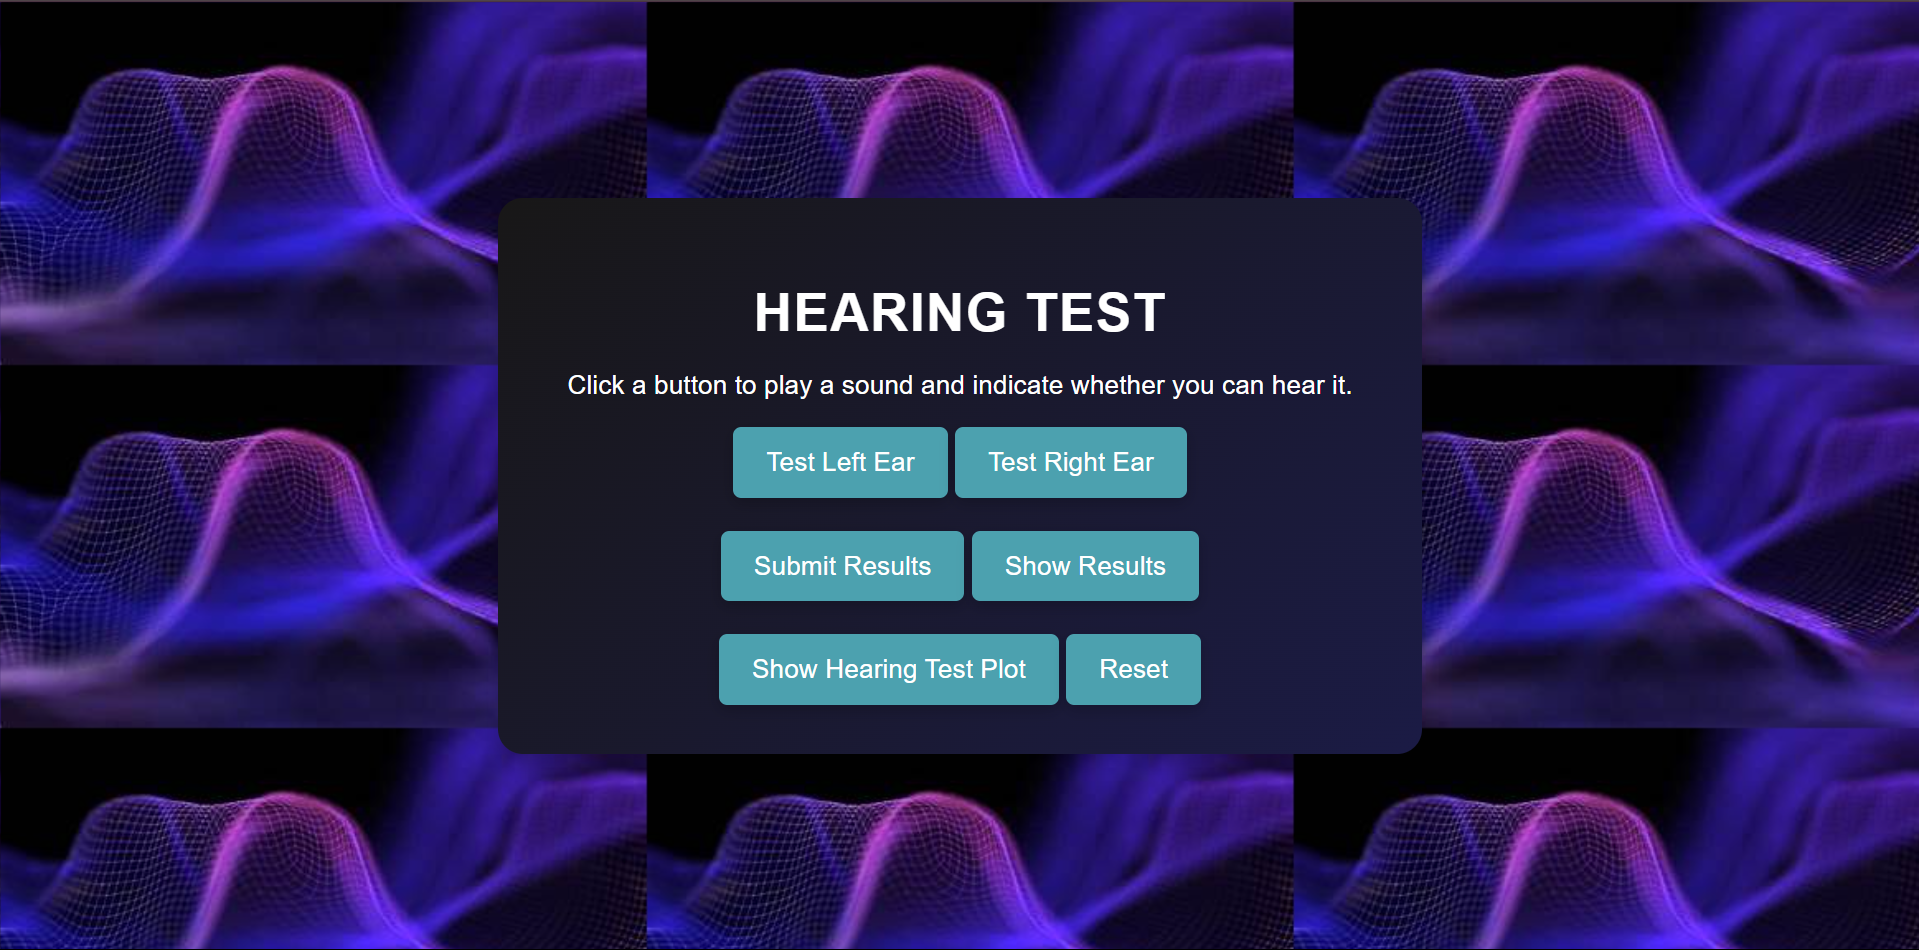 HEARING TEST
Click a button to play a sound and indicate whether you can hear it.
Test Left Ear Test Right Ear
Submit Results Show Results
Show Hearing Test Plot Reset